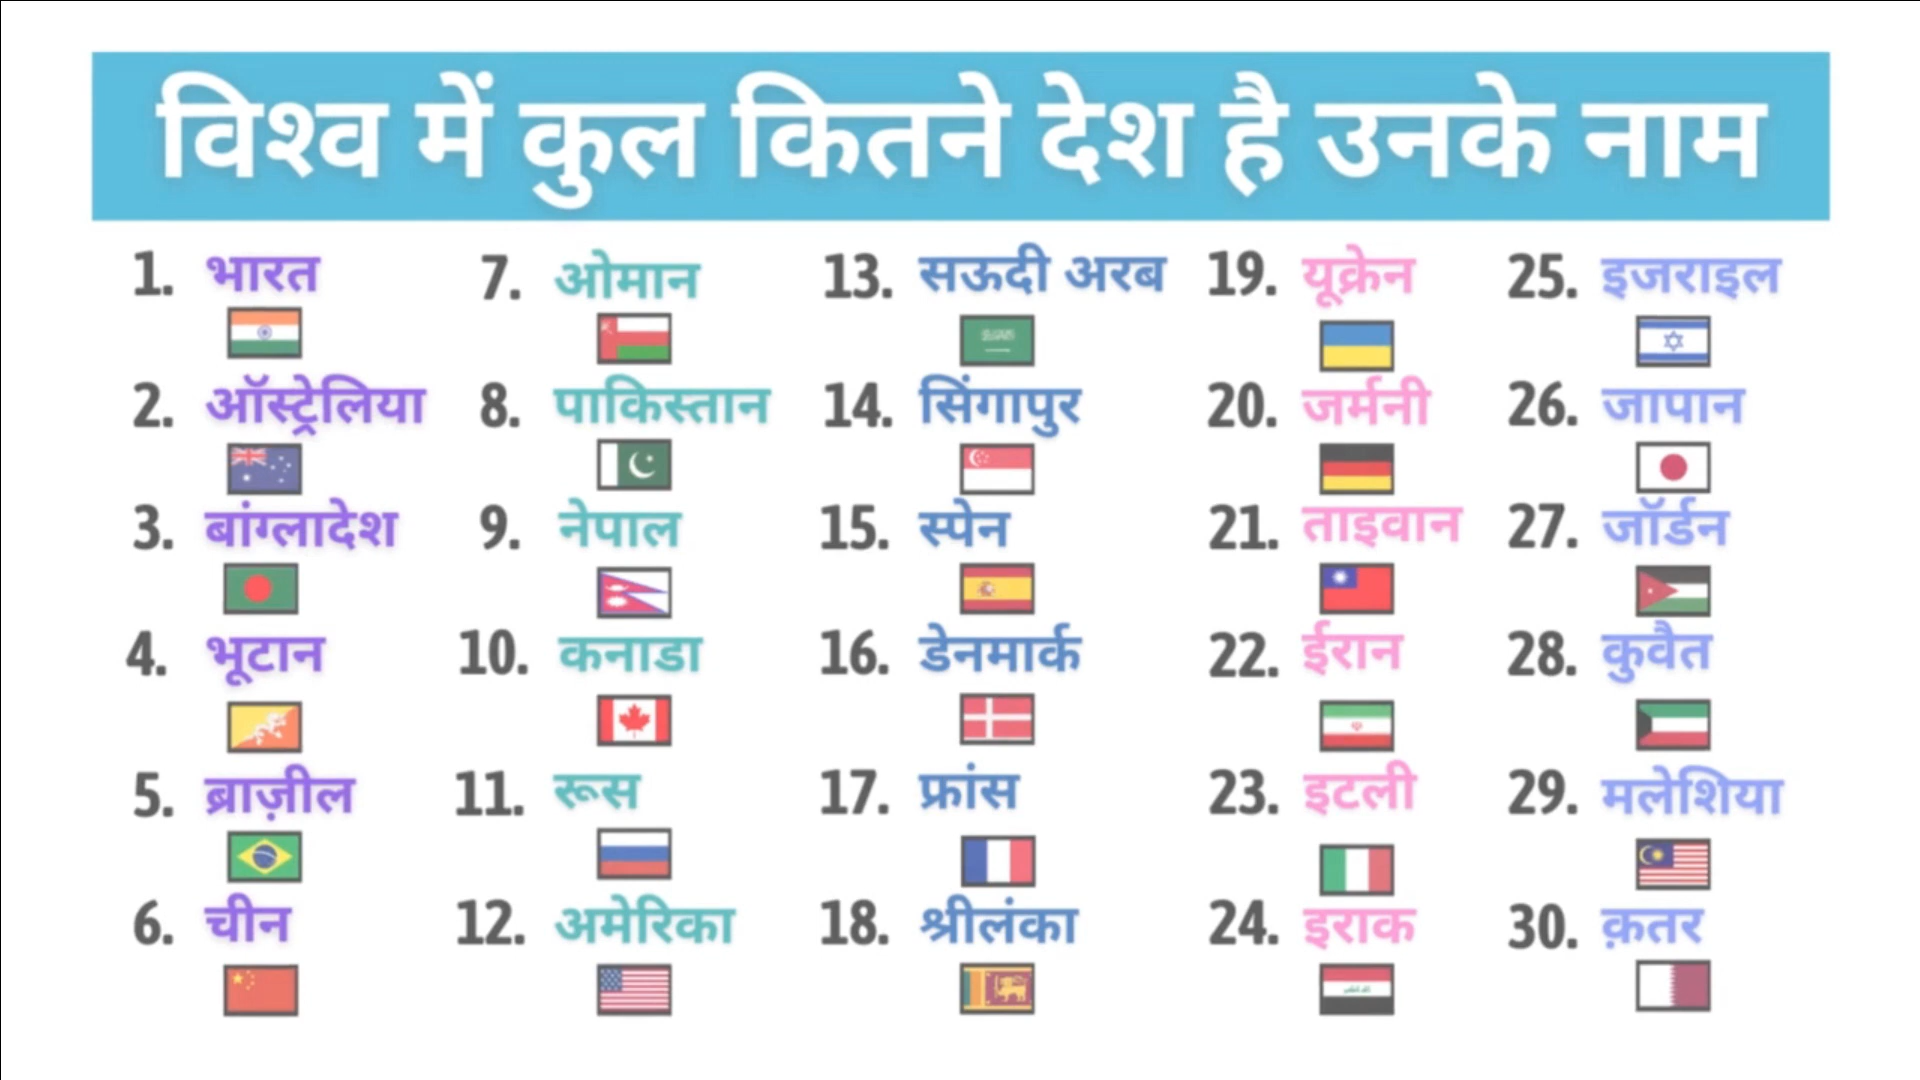 विश्व में कुल कितने देश है उनके नाम
1. भारत
2. ऑस्ट्रेलिया
3. बांग्लादेश
4. भूटान
5. ब्राज़ील
6. चीन
7. ओमान
8. पाकिस्तान
9. नेपाल
10. कनाडा
11. रूस
12. अमेरिका
13. सऊदी अरब
14. सिंगापुर
15. स्पेन
16. डेनमार्क
17. फ्रांस
18. श्रीलंका
19. यूक्रेन
20. जर्मनी
21. ताइवान
22. ईरान
23. इटली
24. इराक
25. इजराइल
26. जापान
27. जॉर्डन
28. कुवैत
29. मलेशिया
30. क़तर